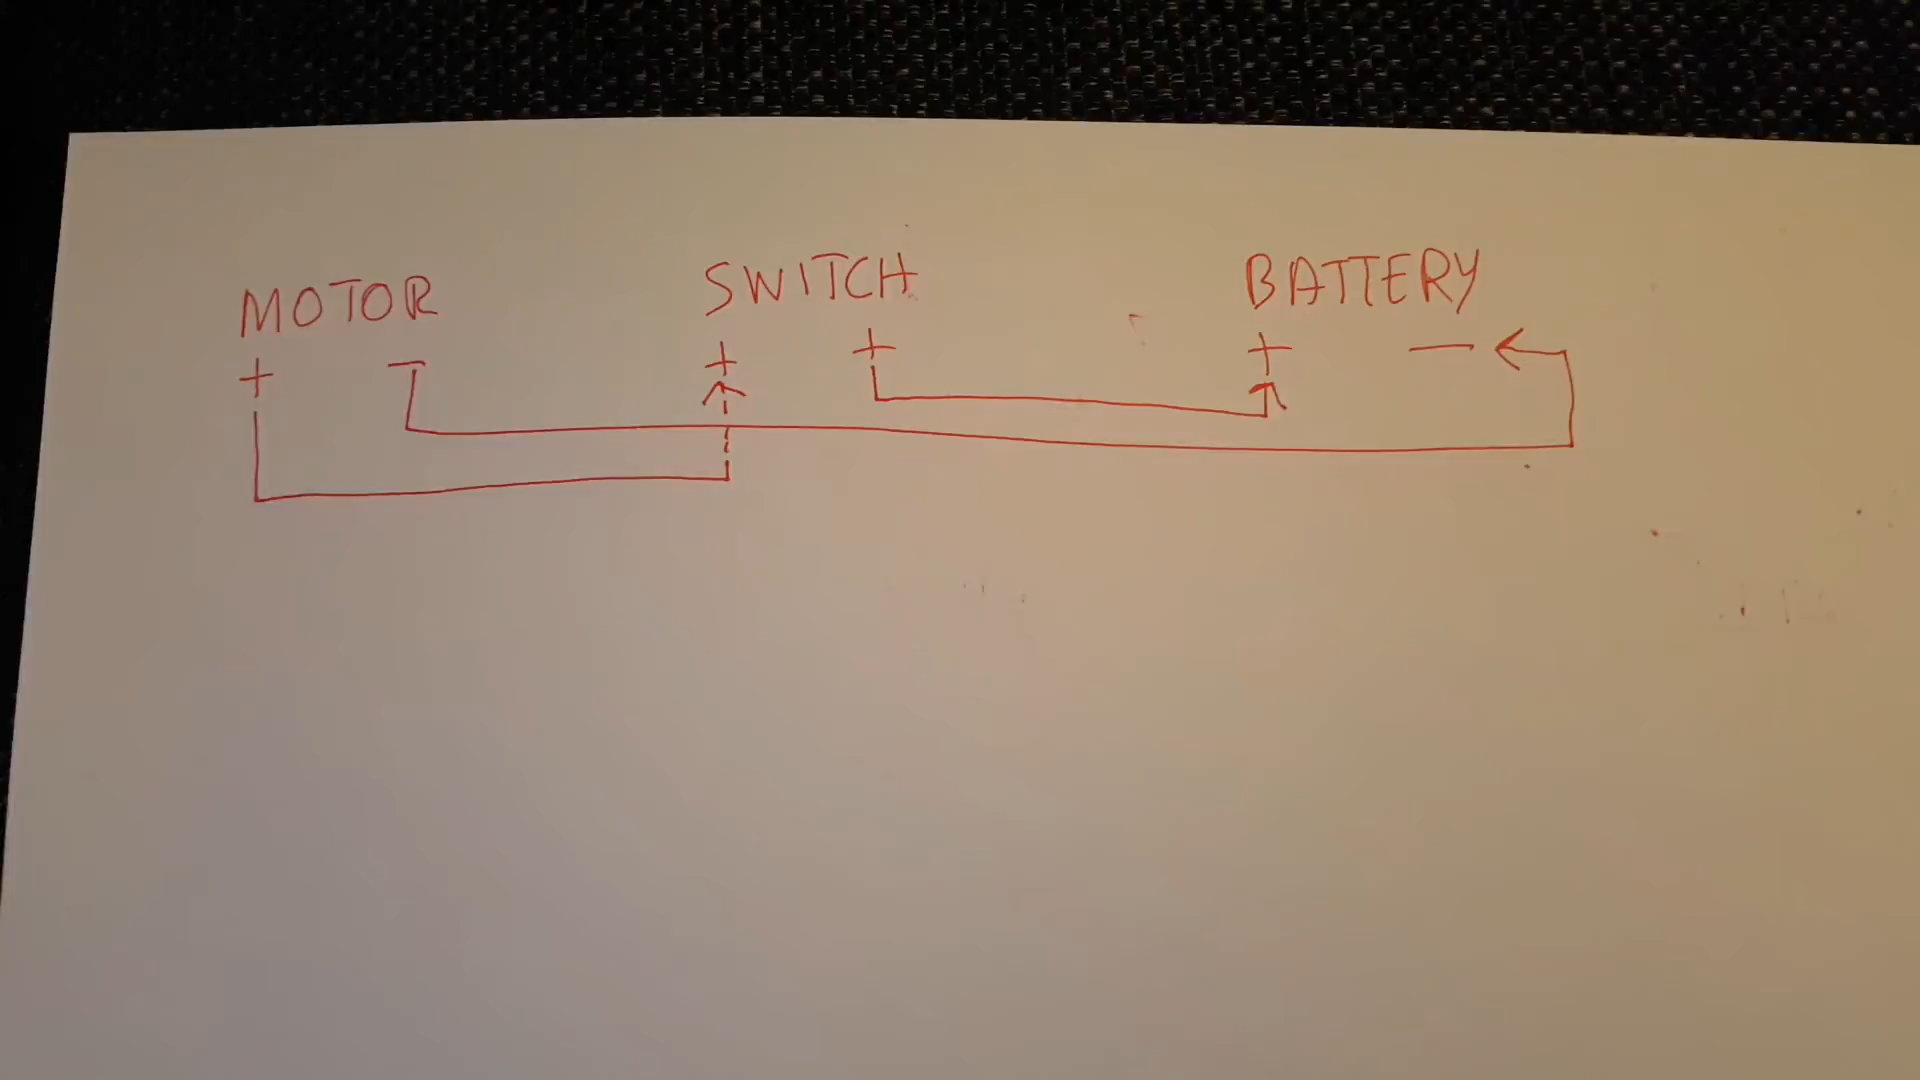 MOTOR SWITCH BATTERY
+ - + + + -